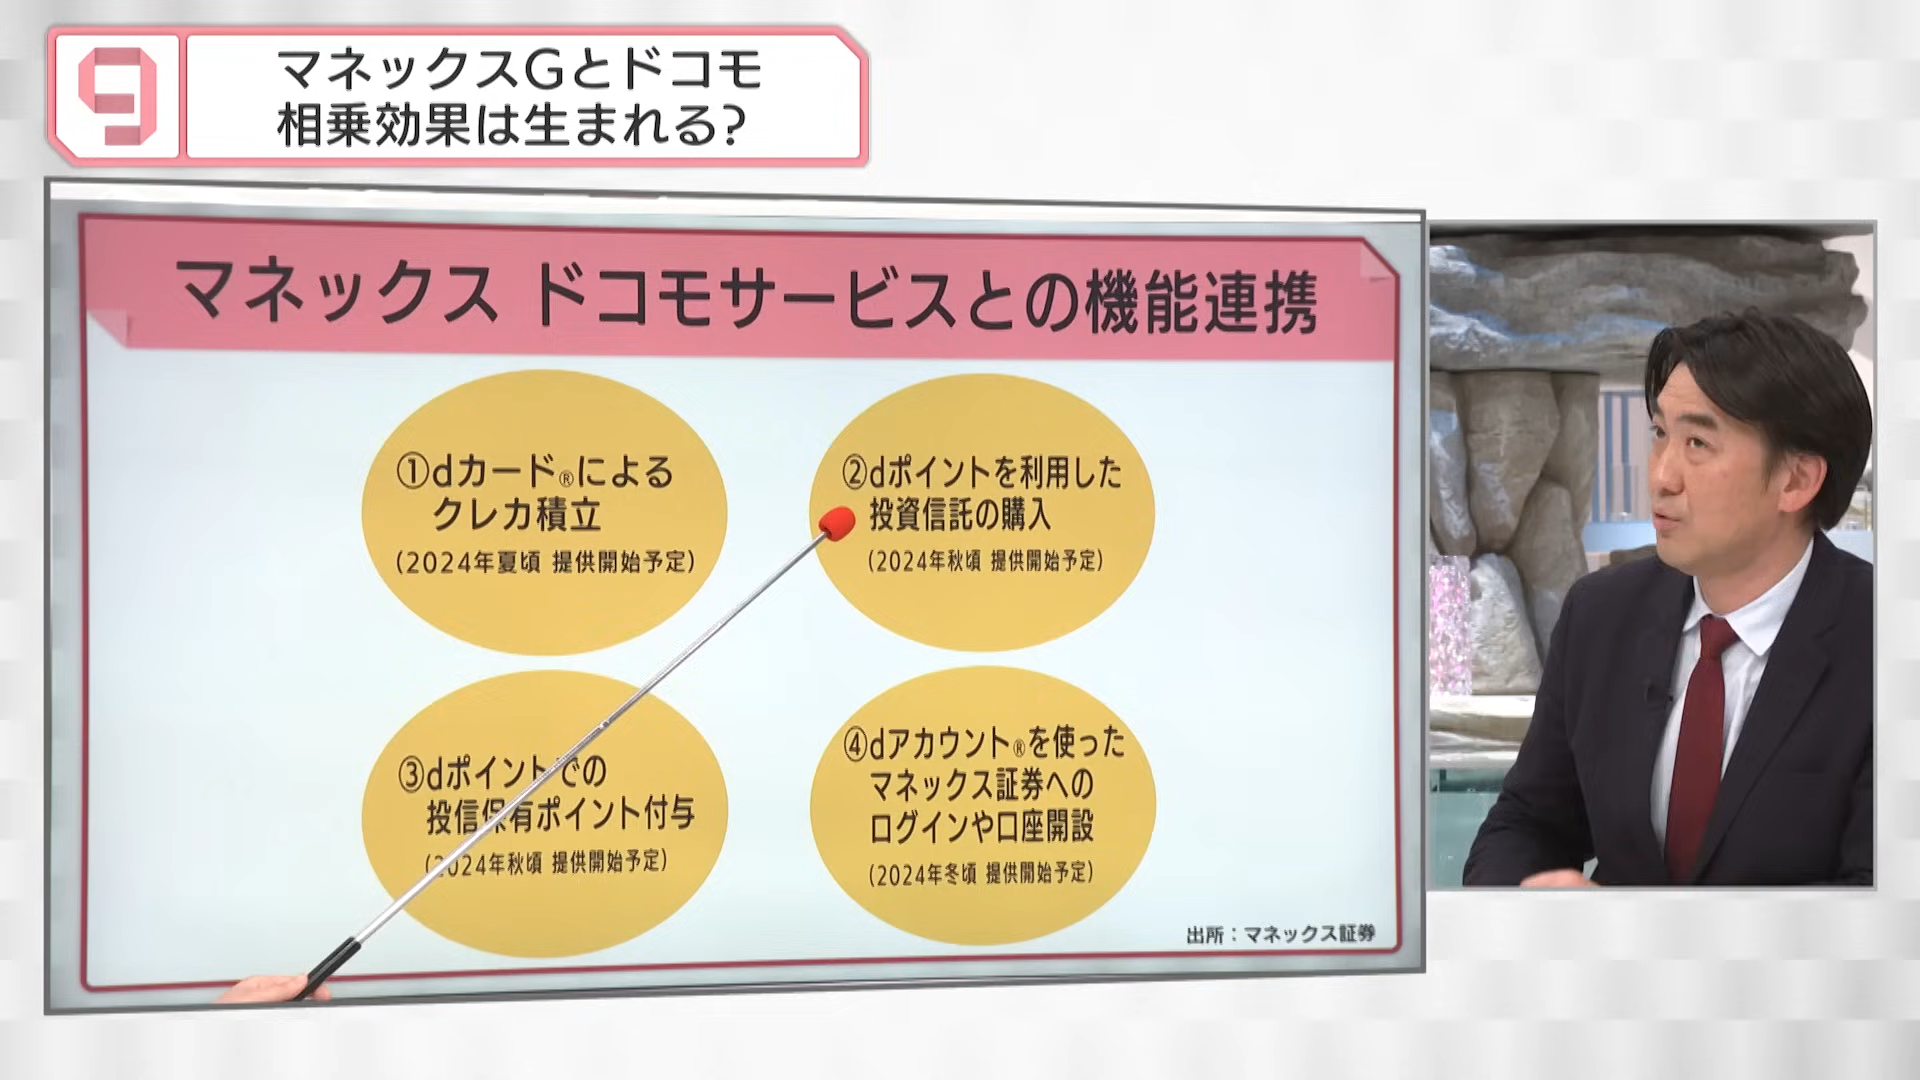 9
マネックスGとドコモ
相乗効果は生まれる?
マネックス ドコモサービスとの機能連携
①dカード®による
クレカ積立
(2024年夏頃 提供開始予定)
②dポイントを利用した
投資信託の購入
(2024年秋頃 提供開始予定)
③dポイントでの
投信保有ポイント付与
(2024年秋頃 提供開始予定)
④dアカウント®を使った
マネックス証券への
ログインや口座開設
(2024年冬頃 提供開始予定)
出所:マネックス証券